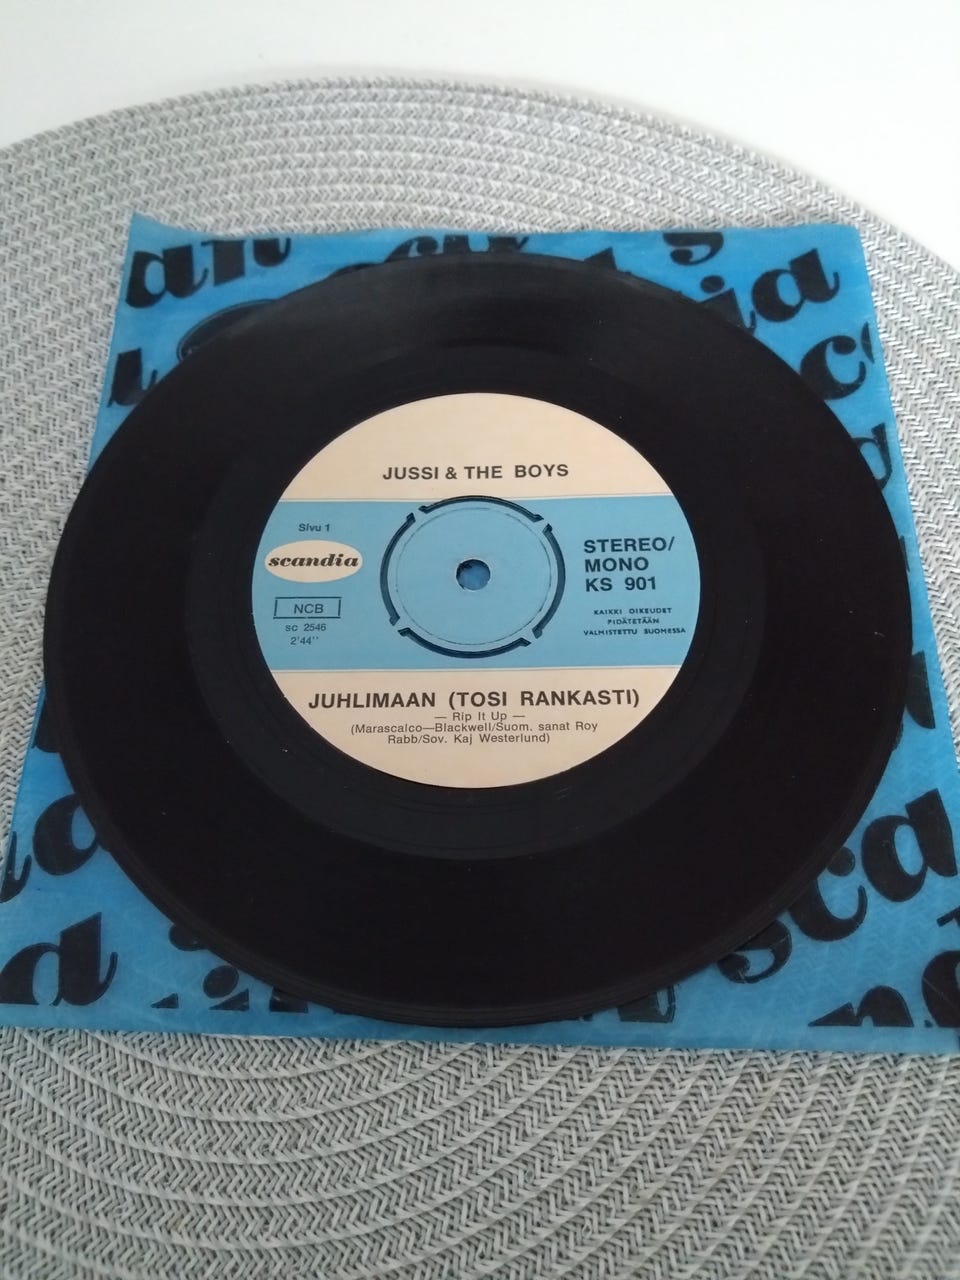 JUSSI & THE BOYS
Sivu 1
scandia
NCB
sc 2546
2'44''
STEREO/
MONO
KS 901
KAIKKI OIKEUDET
PIDÄTETÄÄN
VALMISTETTU SUOMESSA
JUHLIMAAN (TOSI RANKASTI)
— Rip It Up —
(Marascalco—Blackwell/Suom. sanat Roy
Rabb/Sov. Kaj Westerlund)